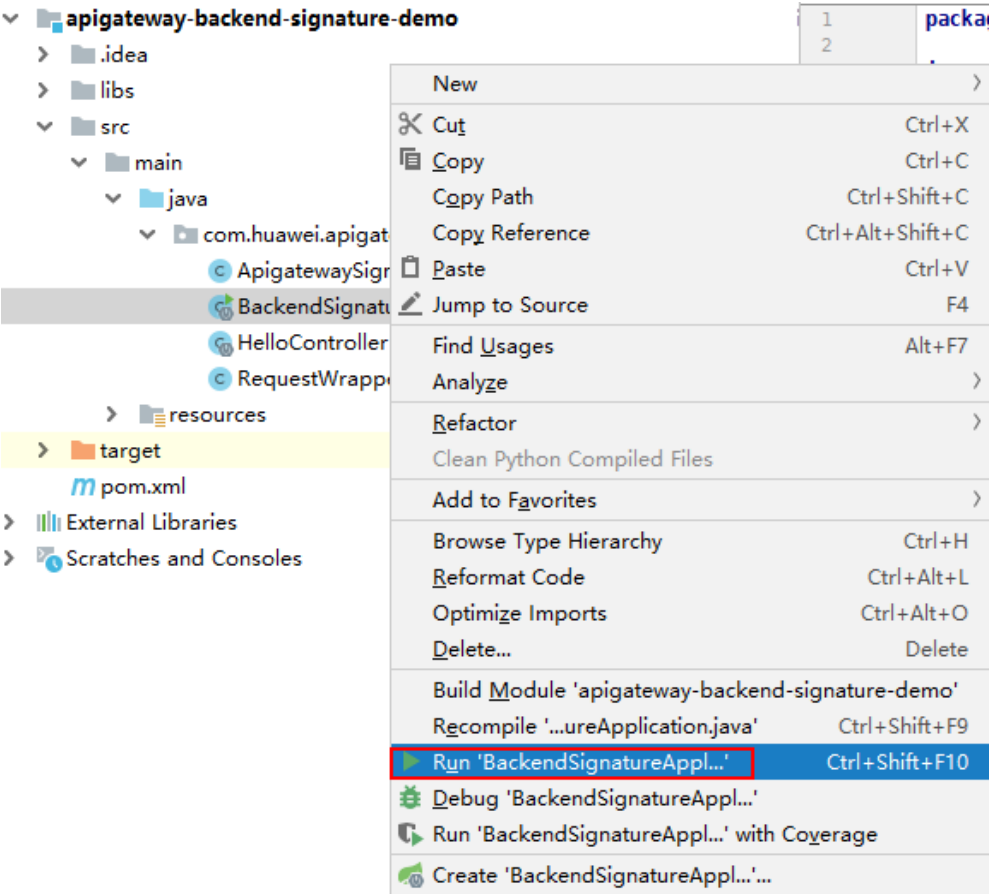 apigateway-backend-signature-demo
.idea
libs
src
main
java
com.huawei.apigat
ApigatewaySigr
BackendSignatu
HelloController
RequestWrappe
resources
target
pom.xml
External Libraries
Scratches and Consoles
1 packag
2
New
Cut Ctrl+X
Copy Ctrl+C
Copy Path Ctrl+Shift+C
Copy Reference Ctrl+Alt+Shift+C
Paste Ctrl+V
Jump to Source F4
Find Usages Alt+F7
Analyze
Refactor
Clean Python Compiled Files
Add to Favorites
Browse Type Hierarchy Ctrl+H
Reformat Code Ctrl+Alt+L
Optimize Imports Ctrl+Alt+O
Delete... Delete
Build Module 'apigateway-backend-signature-demo'
Recompile '...ureApplication.java' Ctrl+Shift+F9
Run 'BackendSignatureAppl...' Ctrl+Shift+F10
Debug 'BackendSignatureAppl...'
Run 'BackendSignatureAppl...' with Coverage
Create 'BackendSignatureAppl...'...